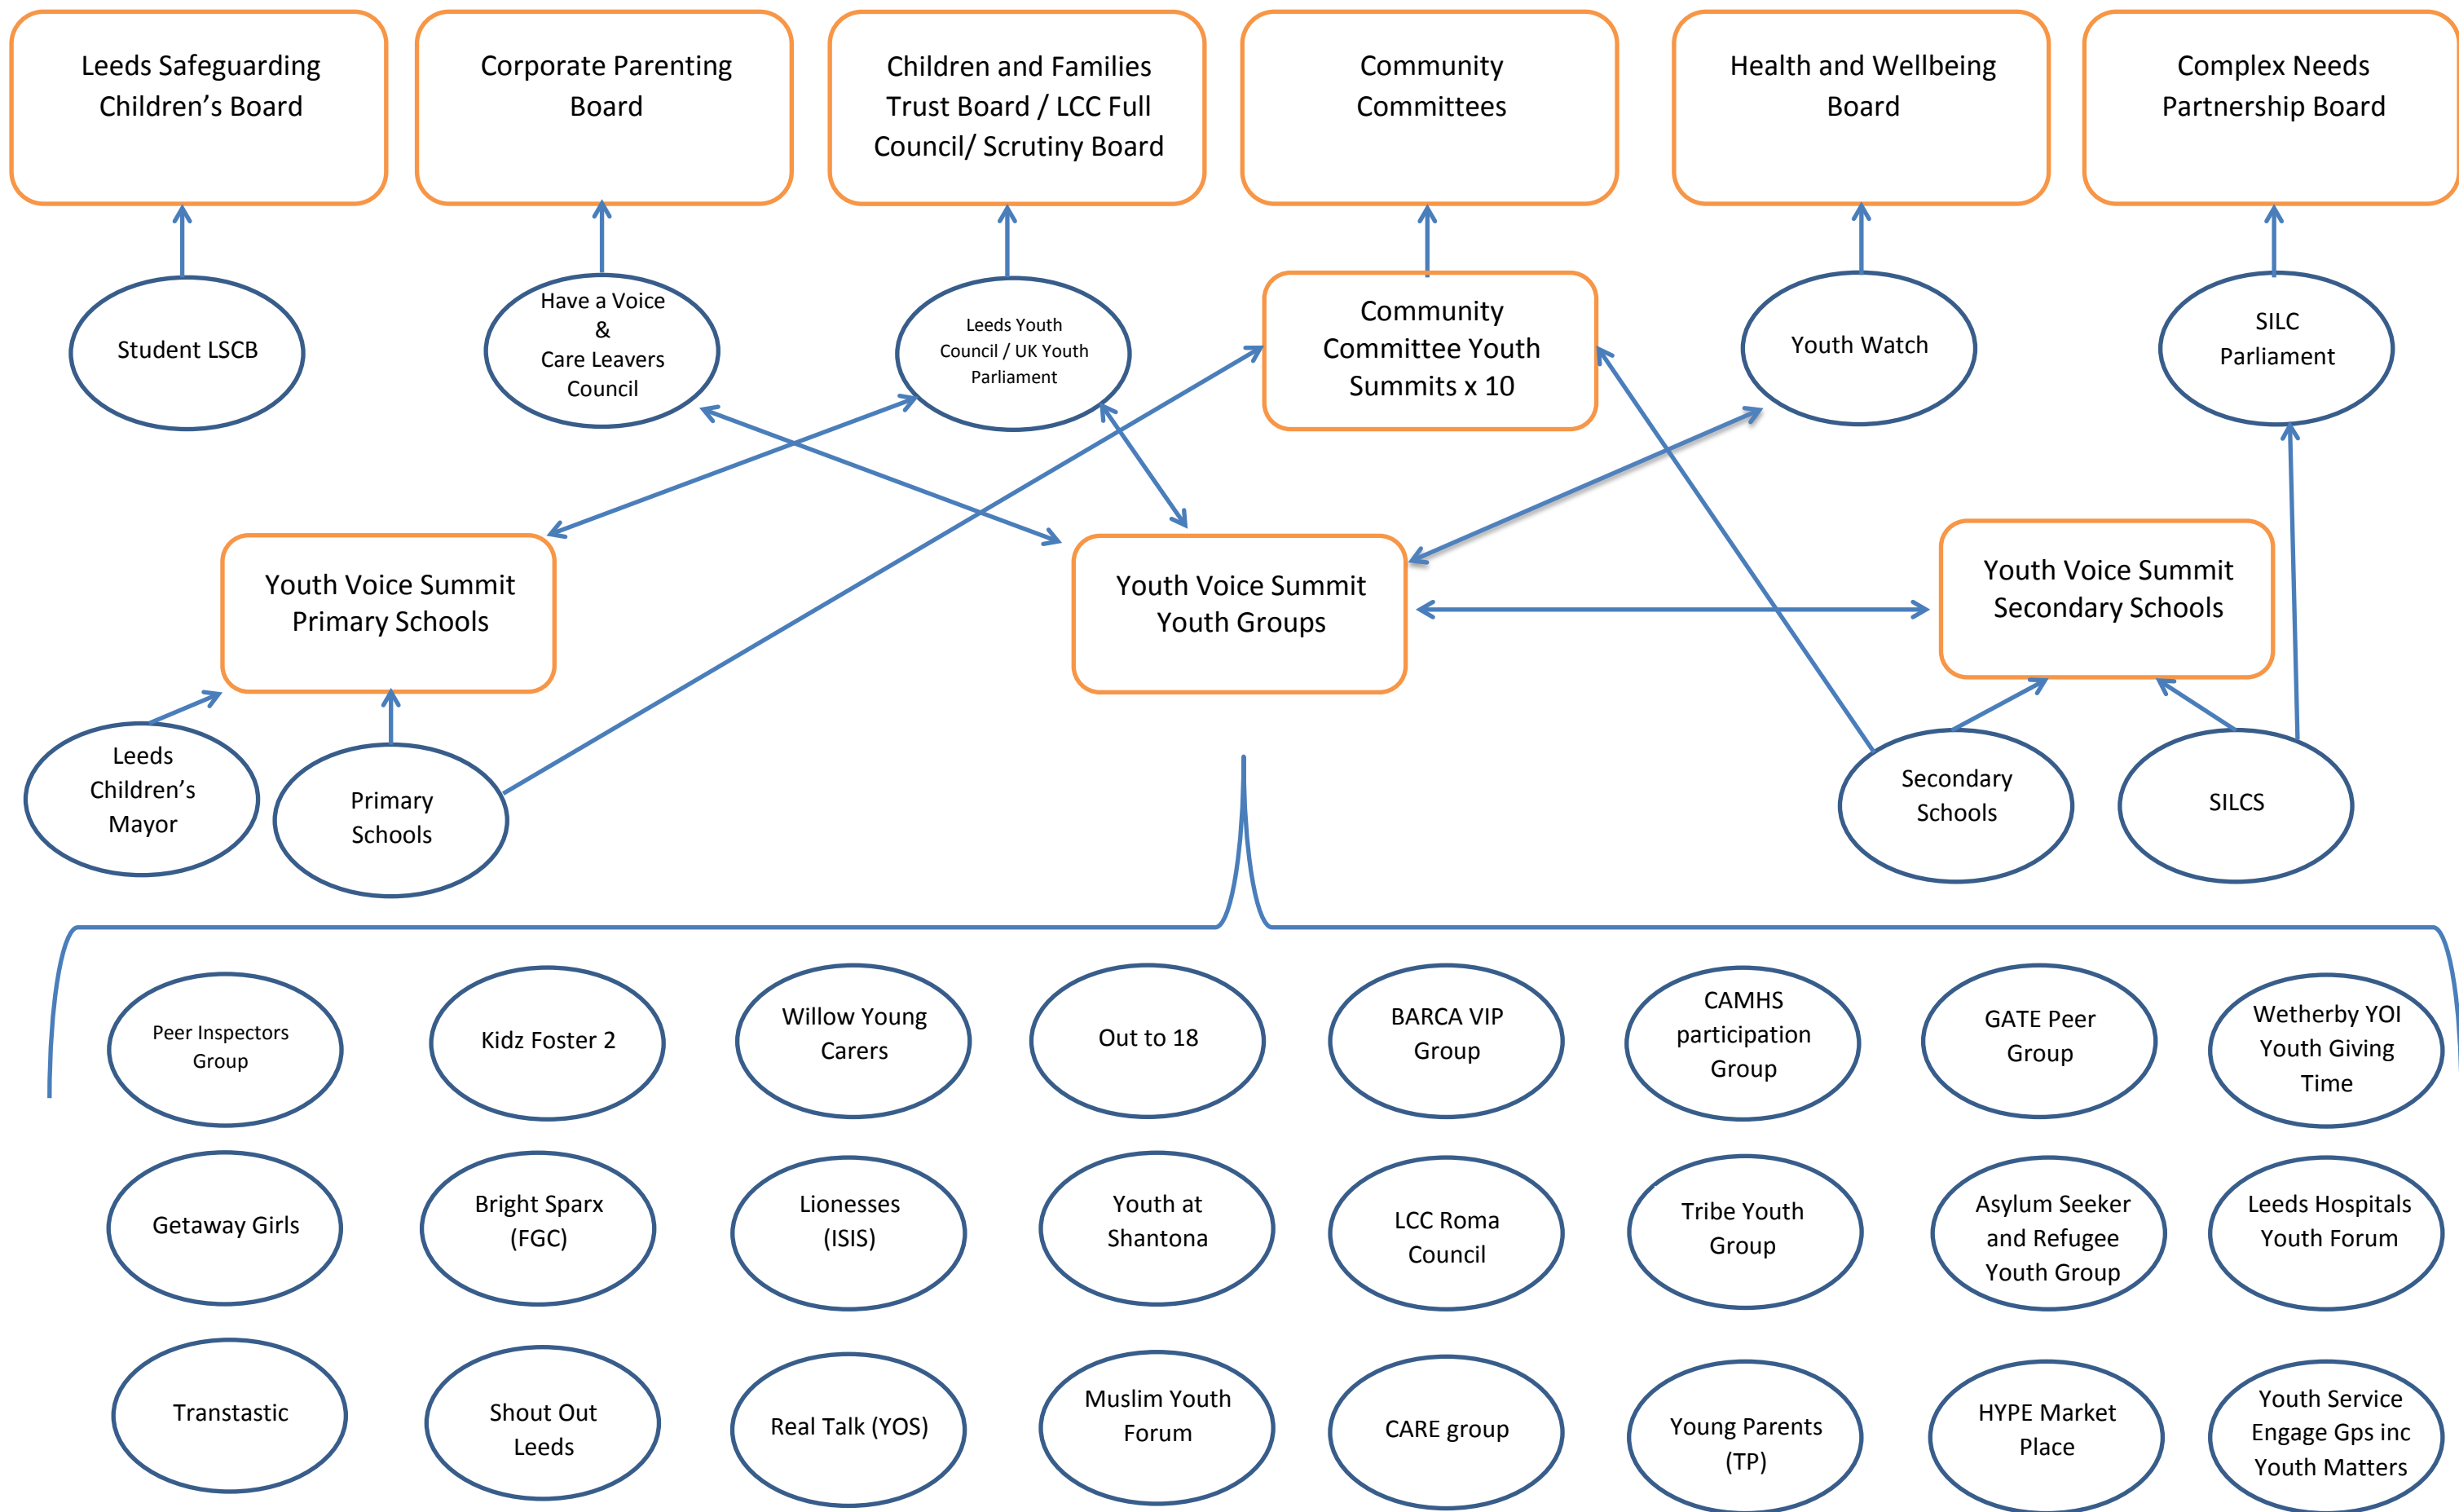 Leeds Safeguarding
Children’s Board
Corporate Parenting
Board
Children and Families
Trust Board / LCC Full
Council/ Scrutiny Board
Community
Committees
Health and Wellbeing
Board
Complex Needs
Partnership Board
Student LSCB
Have a Voice
&
Care Leavers
Council
Leeds Youth
Council / UK Youth
Parliament
Community
Committee Youth
Summits x 10
Youth Watch
SILC
Parliament
Youth Voice Summit
Primary Schools
Youth Voice Summit
Youth Groups
Youth Voice Summit
Secondary Schools
Leeds
Children’s
Mayor
Primary
Schools
Secondary
Schools
SILCS
Peer Inspectors
Group
Kidz Foster 2
Willow Young
Carers
Out to 18
BARCA VIP
Group
CAMHS
participation
Group
GATE Peer
Group
Wetherby YOI
Youth Giving
Time
Getaway Girls
Bright Sparx
(FGC)
Lionesses
(ISIS)
Youth at
Shantona
LCC Roma
Council
Tribe Youth
Group
Asylum Seeker
and Refugee
Youth Group
Leeds Hospitals
Youth Forum
Transtastic
Shout Out
Leeds
Real Talk (YOS)
Muslim Youth
Forum
CARE group
Young Parents
(TP)
HYPE Market
Place
Youth Service
Engage Gps inc
Youth Matters